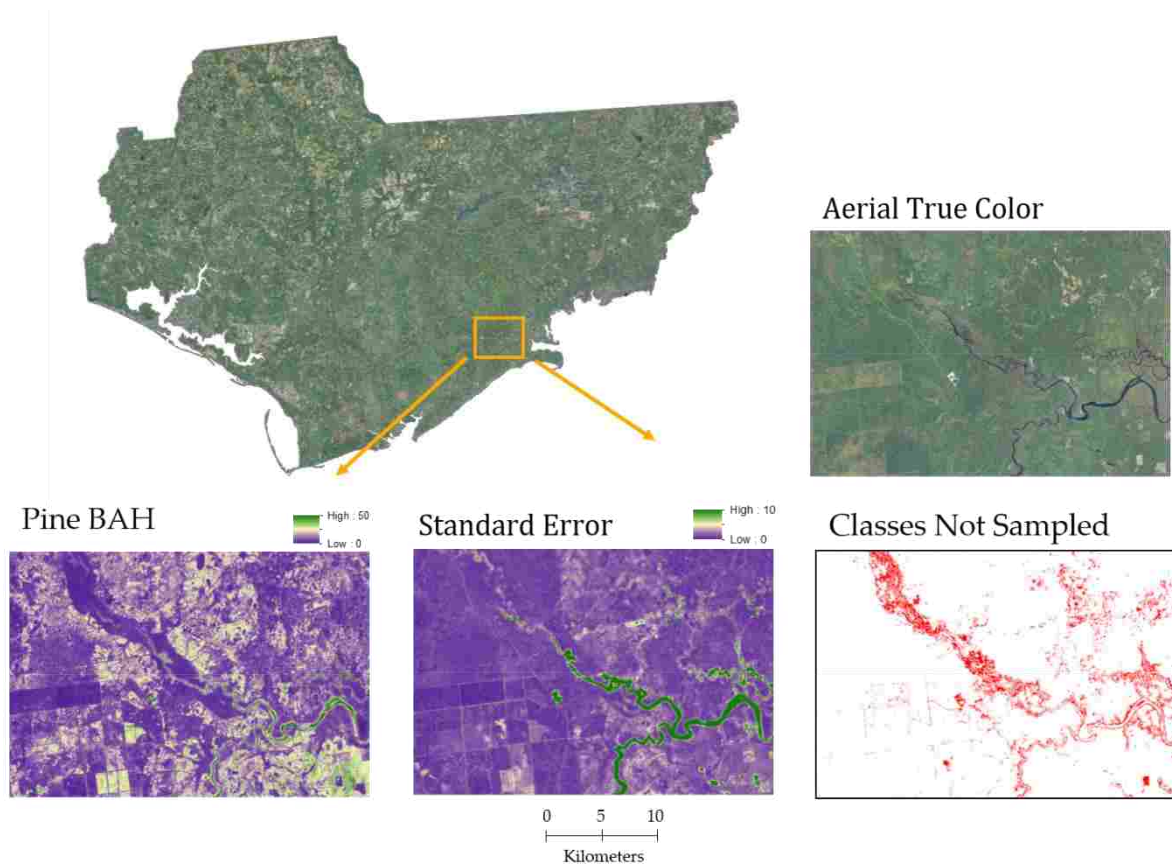 Aerial True Color
Pine BAH
High : 50
Low : 0
Standard Error
High : 10
Low : 0
Classes Not Sampled
0 5 10
Kilometers